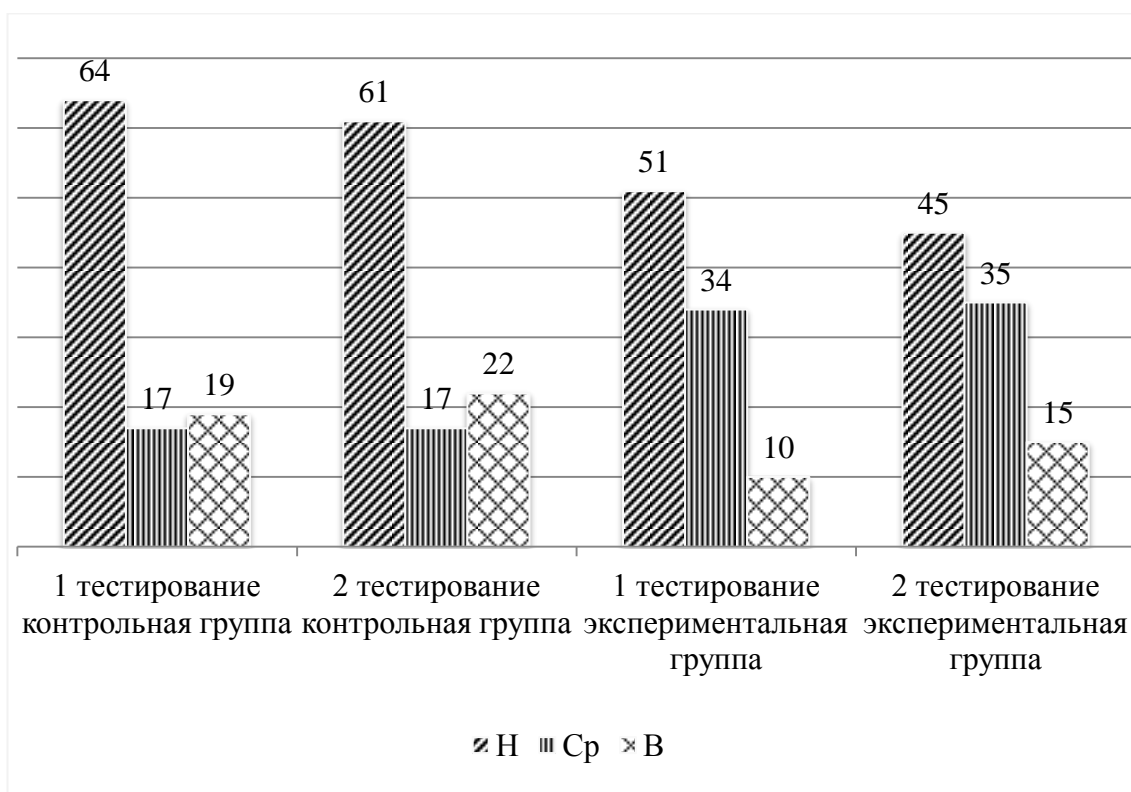 64
17
19
61
17
22
51
34
10
45
35
15
1 тестирование
контрольная группа
2 тестирование
контрольная группа
1 тестирование
экспериментальная
группа
2 тестирование
экспериментальная
группа
Н Ср В